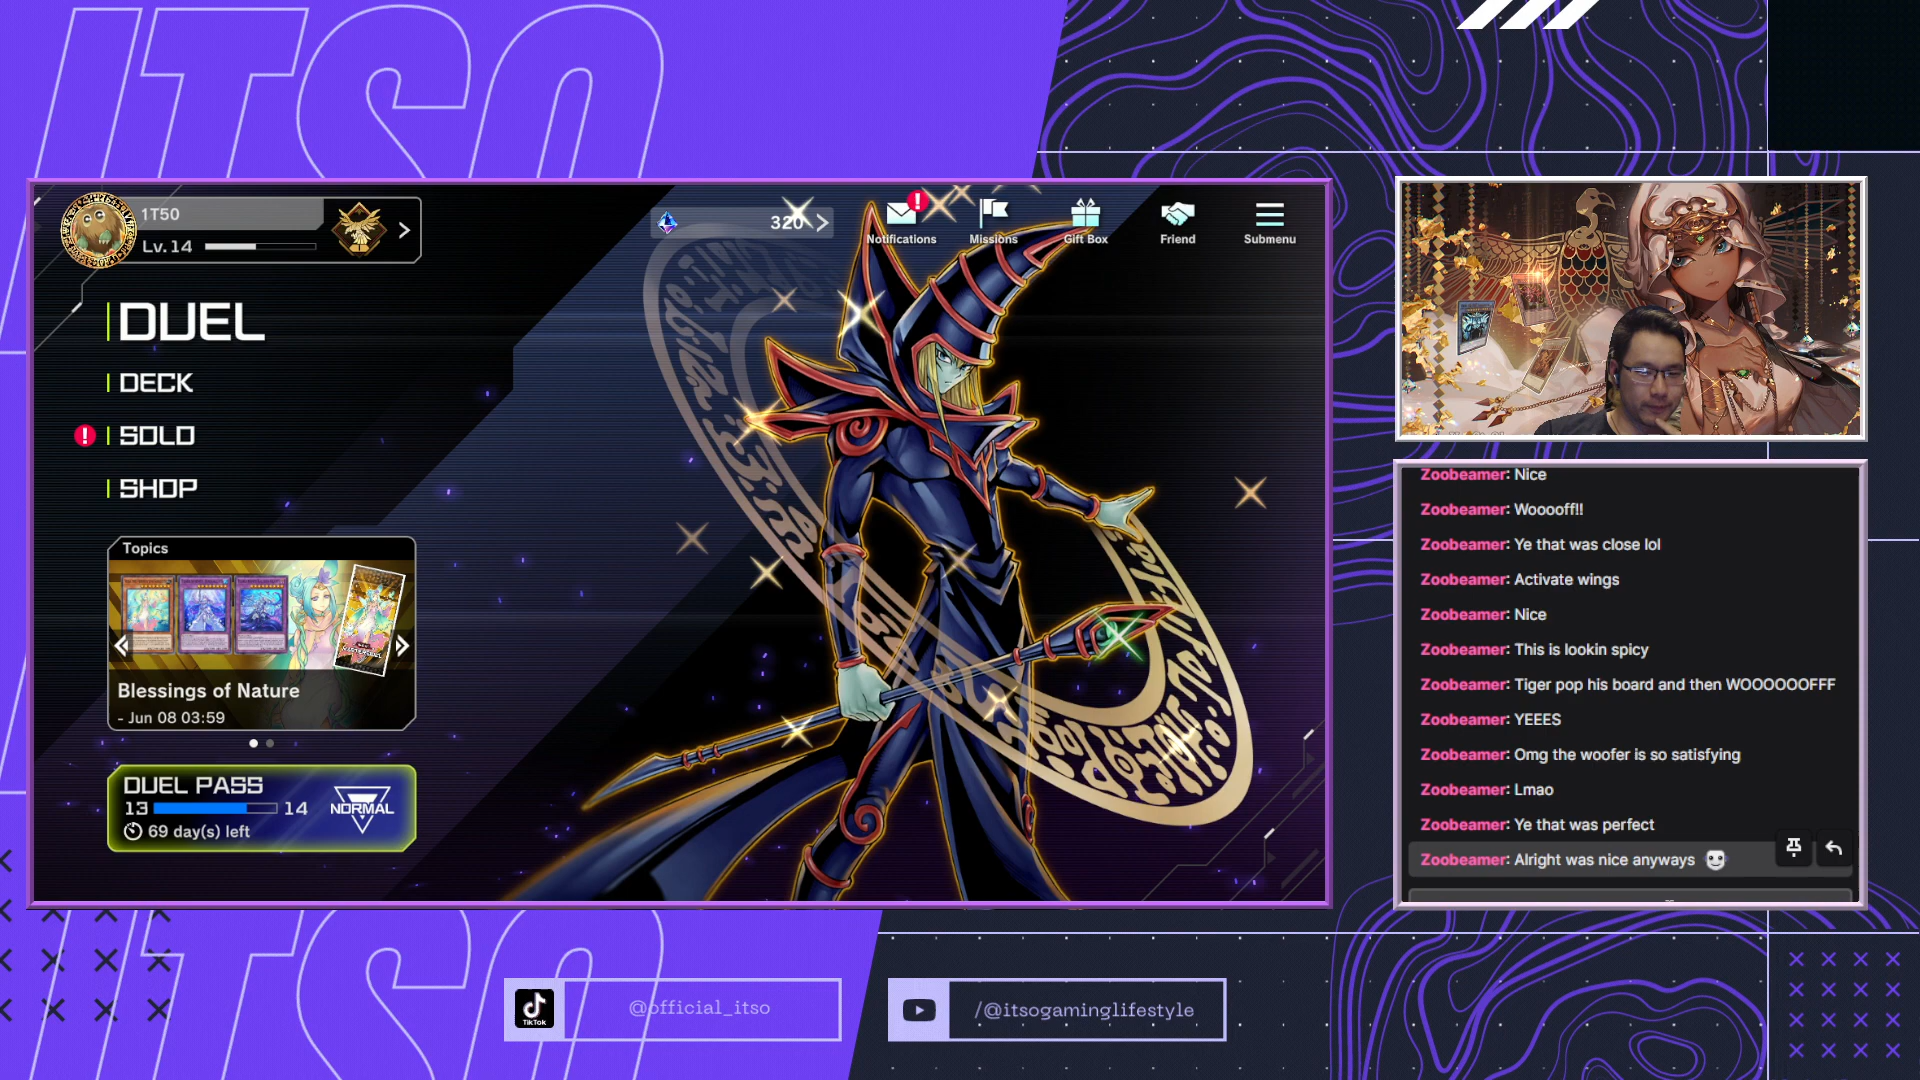 ITSO
1T50
Lv.14
320
Notifications
Missions
Gift Box
Friend
Submenu
DUEL
DECK
SOLO
SHOP
Topics
Blessings of Nature
- Jun 08 03:59
DUEL PASS
13
14
NORMAL
69 day(s) left
Zoobeamer: Nice
Zoobeamer: Wooooff!!
Zoobeamer: Ye that was close lol
Zoobeamer: Activate wings
Zoobeamer: Nice
Zoobeamer: This is lookin spicy
Zoobeamer: Tiger pop his board and then WOOOOOOFFF
Zoobeamer: YEEES
Zoobeamer: Omg the woofer is so satisfying
Zoobeamer: Lmao
Zoobeamer: Ye that was perfect
Zoobeamer: Alright was nice anyways
ITSO
TikTok
@official_itso
/@itsogaminglifestyle